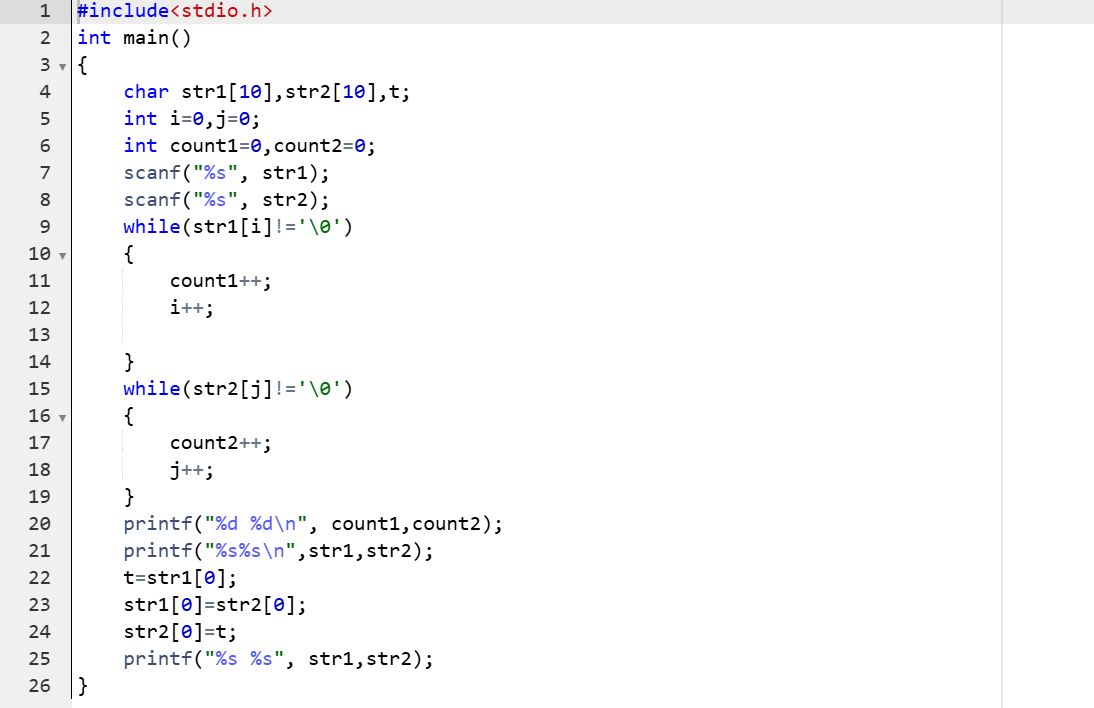 1 #include<stdio.h>
2 int main()
3 {
4 char str1[10],str2[10],t;
5 int i=0,j=0;
6 int count1=0,count2=0;
7 scanf("%s", str1);
8 scanf("%s", str2);
9 while(str1[i]!='\0')
10 {
11 count1++;
12 i++;
13
14 }
15 while(str2[j]!='\0')
16 {
17 count2++;
18 j++;
19 }
20 printf("%d %d\n", count1,count2);
21 printf("%s%s\n",str1,str2);
22 t=str1[0];
23 str1[0]=str2[0];
24 str2[0]=t;
25 printf("%s %s", str1,str2);
26 }